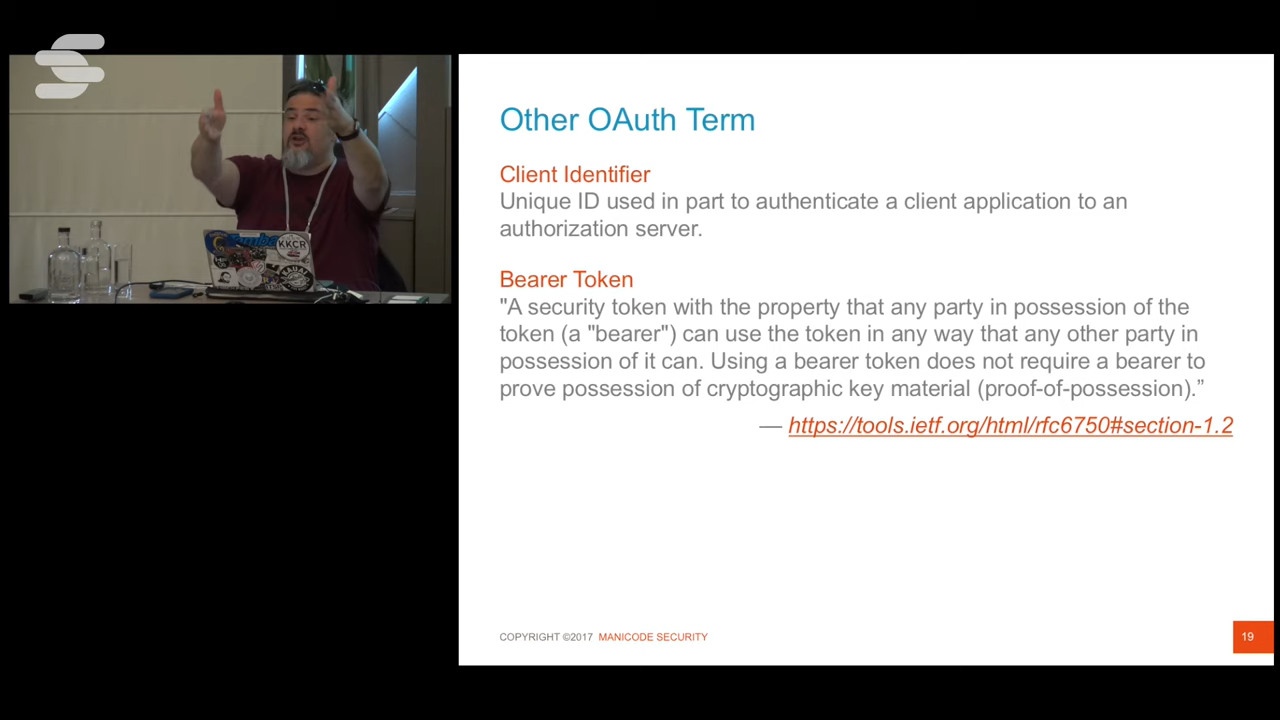 Other OAuth Term
Client Identifier
Unique ID used in part to authenticate a client application to an
authorization server.
Bearer Token
"A security token with the property that any party in possession of the
token (a "bearer") can use the token in any way that any other party in
possession of it can. Using a bearer token does not require a bearer to
prove possession of cryptographic key material (proof-of-possession).”
— https://tools.ietf.org/html/rfc6750#section-1.2
COPYRIGHT ©2017 MANICODE SECURITY
19
KKCR